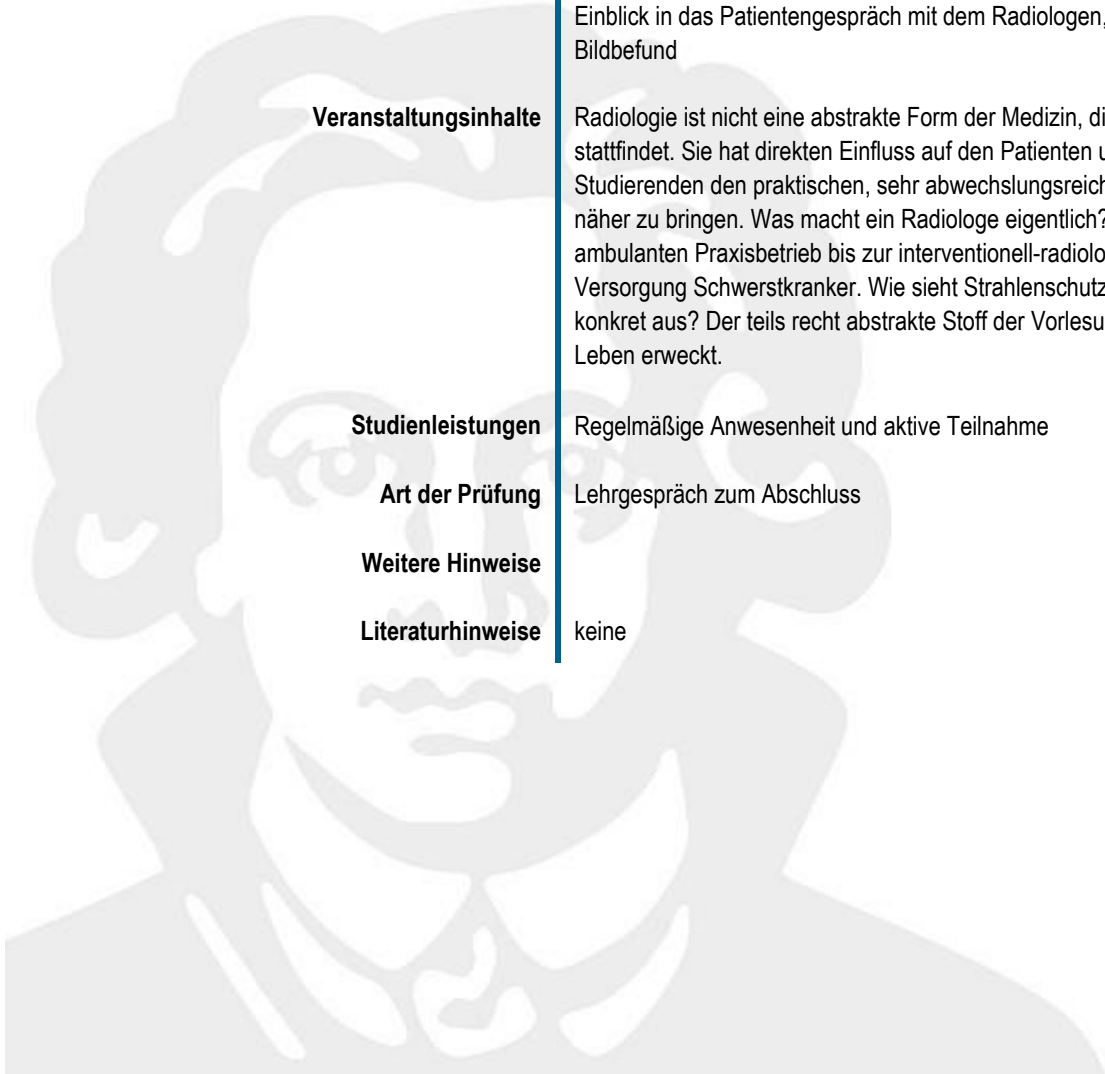 Einblick in das Patientengespräch mit dem Radiologen,
Bildbefund
Veranstaltungsinhalte
Radiologie ist nicht eine abstrakte Form der Medizin, di
stattfindet. Sie hat direkten Einfluss auf den Patienten u
Studierenden den praktischen, sehr abwechslungsreich
näher zu bringen. Was macht ein Radiologe eigentlich?
ambulanten Praxisbetrieb bis zur interventionell-radiolo
Versorgung Schwerstkranker. Wie sieht Strahlenschutz
konkret aus? Der teils recht abstrakte Stoff der Vorlesu
Leben erweckt.
Studienleistungen
Regelmäßige Anwesenheit und aktive Teilnahme
Art der Prüfung
Lehrgespräch zum Abschluss
Weitere Hinweise
Literaturhinweise
keine